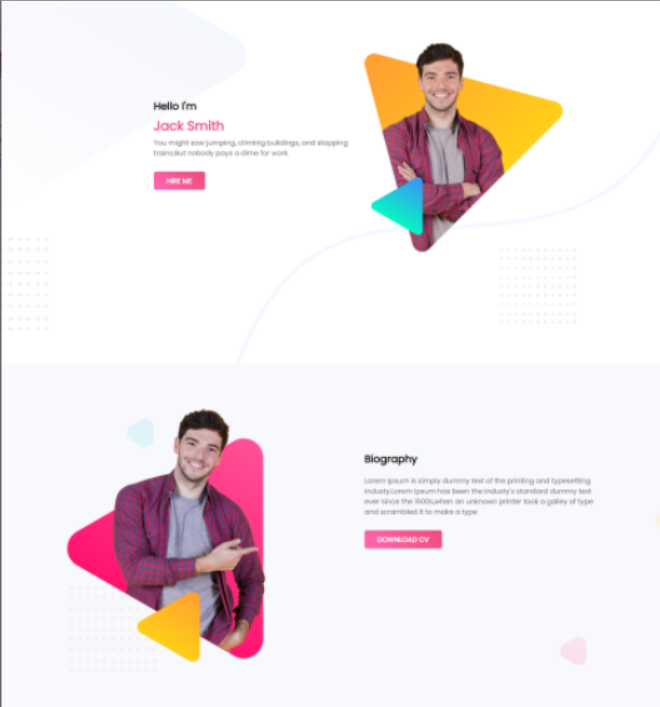 Hello I'm
Jack Smith
You might saw jumping, climinig buildings, and stopping
trains.But nobody pays a dime for work.
HIRE ME
Biography
Lorem Ipsum is simply dummy text of the printing and typesetting
industy.Lorem Ipsum has been the industy's standard dummy text
ever since the 1500s,when an unknown printer took a galley of type
and scrambled it to make a type
DOWNLOAD CV